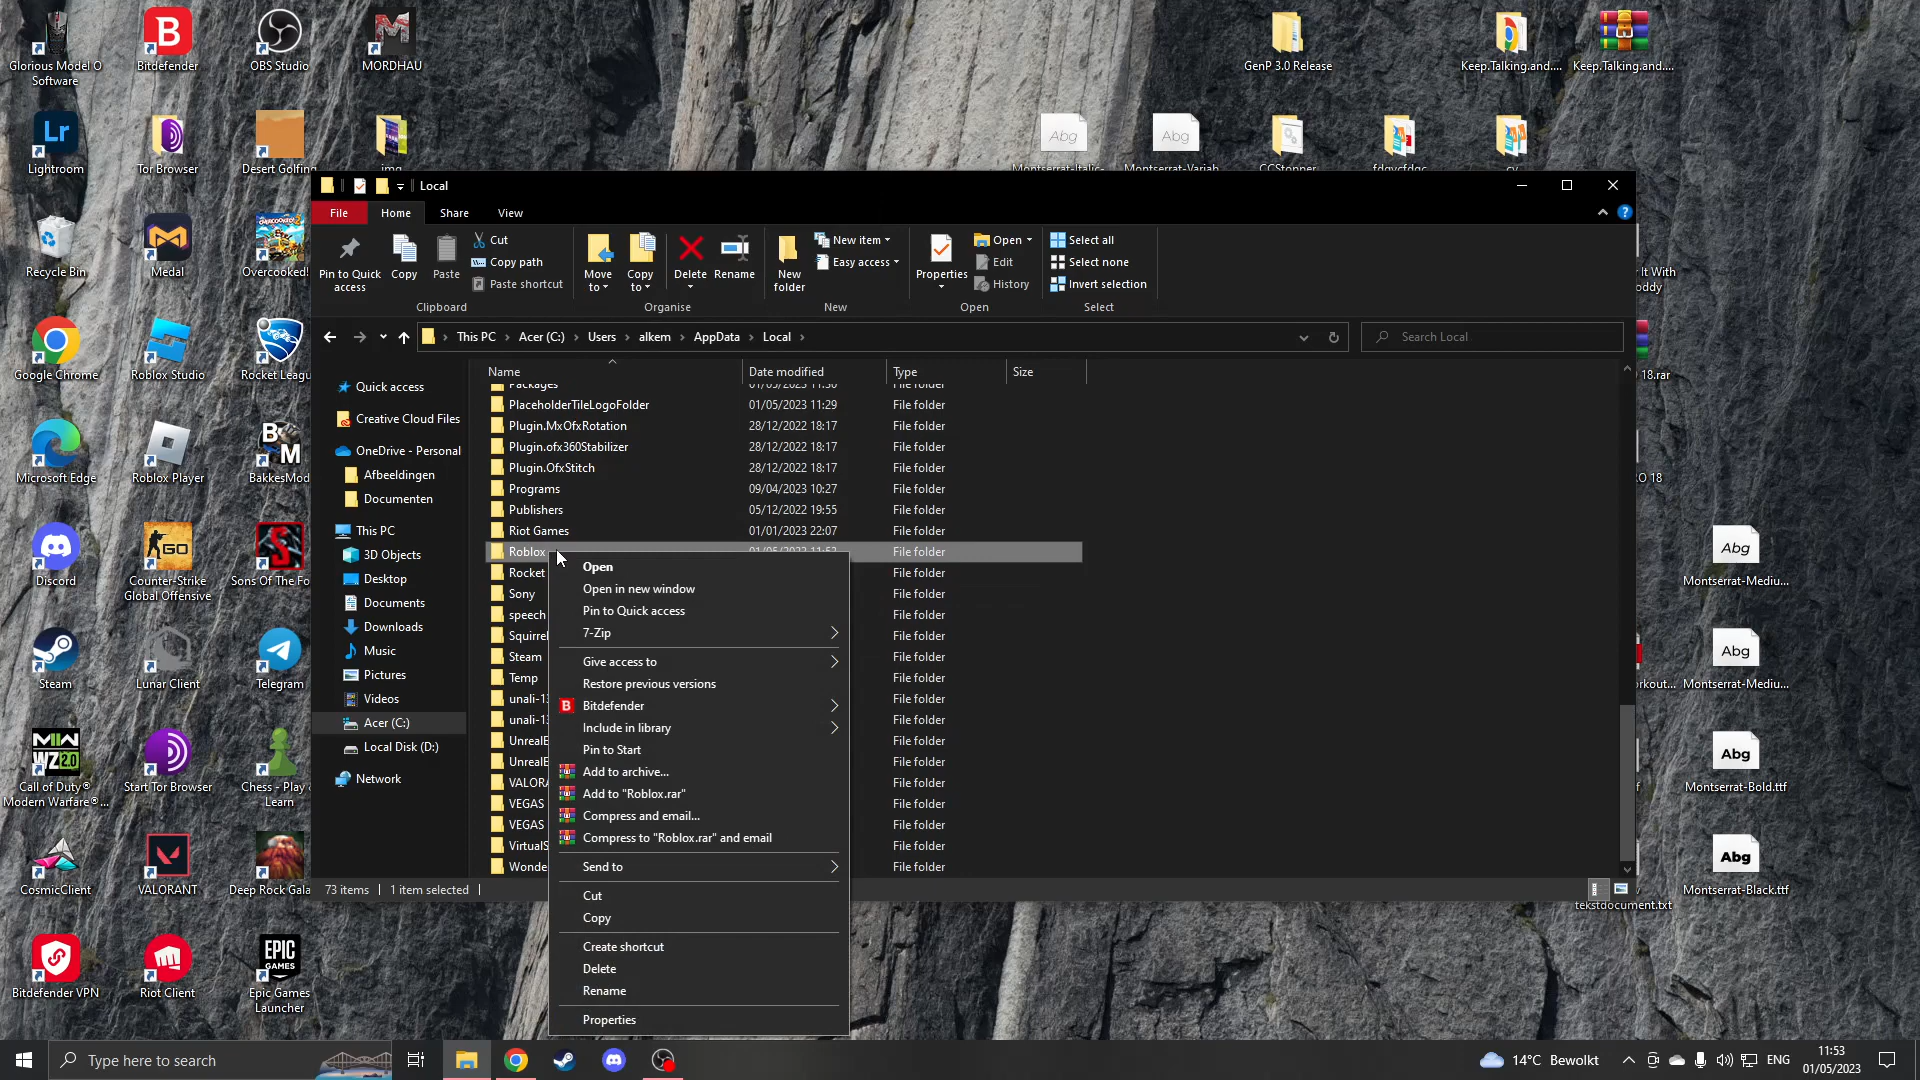 Glorious Model O
Software
Bitdefender
OBS Studio
MORDHAU
GenP 3.0 Release
Keep.Talking.and....
Keep.Talking.and....
Lightroom
Tor Browser
Desert Golfing
img
Montserrat-Italic-
Montserrat-Variab
CCStopper
fdgvcfdgc
cv
Recycle Bin
Medal
Overcooked!
Google Chrome
Roblox Studio
Rocket Leagu
Microsoft Edge
Roblox Player
BakkesMod
Discord
Counter-Strike
Global Offensive
Sons Of The Fo
Steam
Lunar Client
Telegram
Call of Duty®
Modern Warfare®...
Start Tor Browser
Chess - Play
Learn
CosmicClient
VALORANT
Deep Rock Gala
Bitdefender VPN
Riot Client
Epic Games
Launcher
Local
File
Home
Share
View
Pin to Quick
access
Copy
Paste
Cut
Copy path
Paste shortcut
Clipboard
Move
to
Copy
to
Delete
Rename
Organise
New
folder
New item
Easy access
New
Properties
Open
Edit
History
Open
Select all
Select none
Invert selection
Select
This PC
Acer (C:)
Users
alkem
AppData
Local
Search Local
Quick access
Creative Cloud Files
OneDrive - Personal
Afbeeldingen
Documenten
This PC
3D Objects
Desktop
Documents
Downloads
Music
Pictures
Videos
Acer (C:)
Local Disk (D:)
Network
Name Date modified Type Size
Packages 01/05/2023 11:30 File folder
PlaceholderTileLogoFolder 01/05/2023 11:29 File folder
Plugin.MxOfxRotation 28/12/2022 18:17 File folder
Plugin.ofx360Stabilizer 28/12/2022 18:17 File folder
Plugin.OfxStitch 28/12/2022 18:17 File folder
Programs 09/04/2023 10:27 File folder
Publishers 05/12/2022 19:55 File folder
Riot Games 01/01/2023 22:07 File folder
Roblox 01/05/2023 11:53 File folder
Rocket File folder
Sony File folder
speech File folder
Squirrel File folder
Steam File folder
Temp File folder
unali-13 File folder
unali-13 File folder
UnrealE File folder
UnrealE File folder
VALORA File folder
VEGAS File folder
VEGAS File folder
VirtualS File folder
Wonde File folder
Open
Open in new window
Pin to Quick access
7-Zip
Give access to
Restore previous versions
Bitdefender
Include in library
Pin to Start
Add to archive...
Add to "Roblox.rar"
Compress and email...
Compress to "Roblox.rar" and email
Send to
Cut
Copy
Create shortcut
Delete
Rename
Properties
73 items
1 item selected
It With
oddy
18.rar
O 18
Abg
Montserrat-Mediu...
Abg
rkout...
Montserrat-Mediu...
Abg
Montserrat-Bold.ttf
Abg
Montserrat-Black.ttf
tekstdocument.txt
Type here to search
14°C Bewolkt
ENG
11:53
01/05/2023